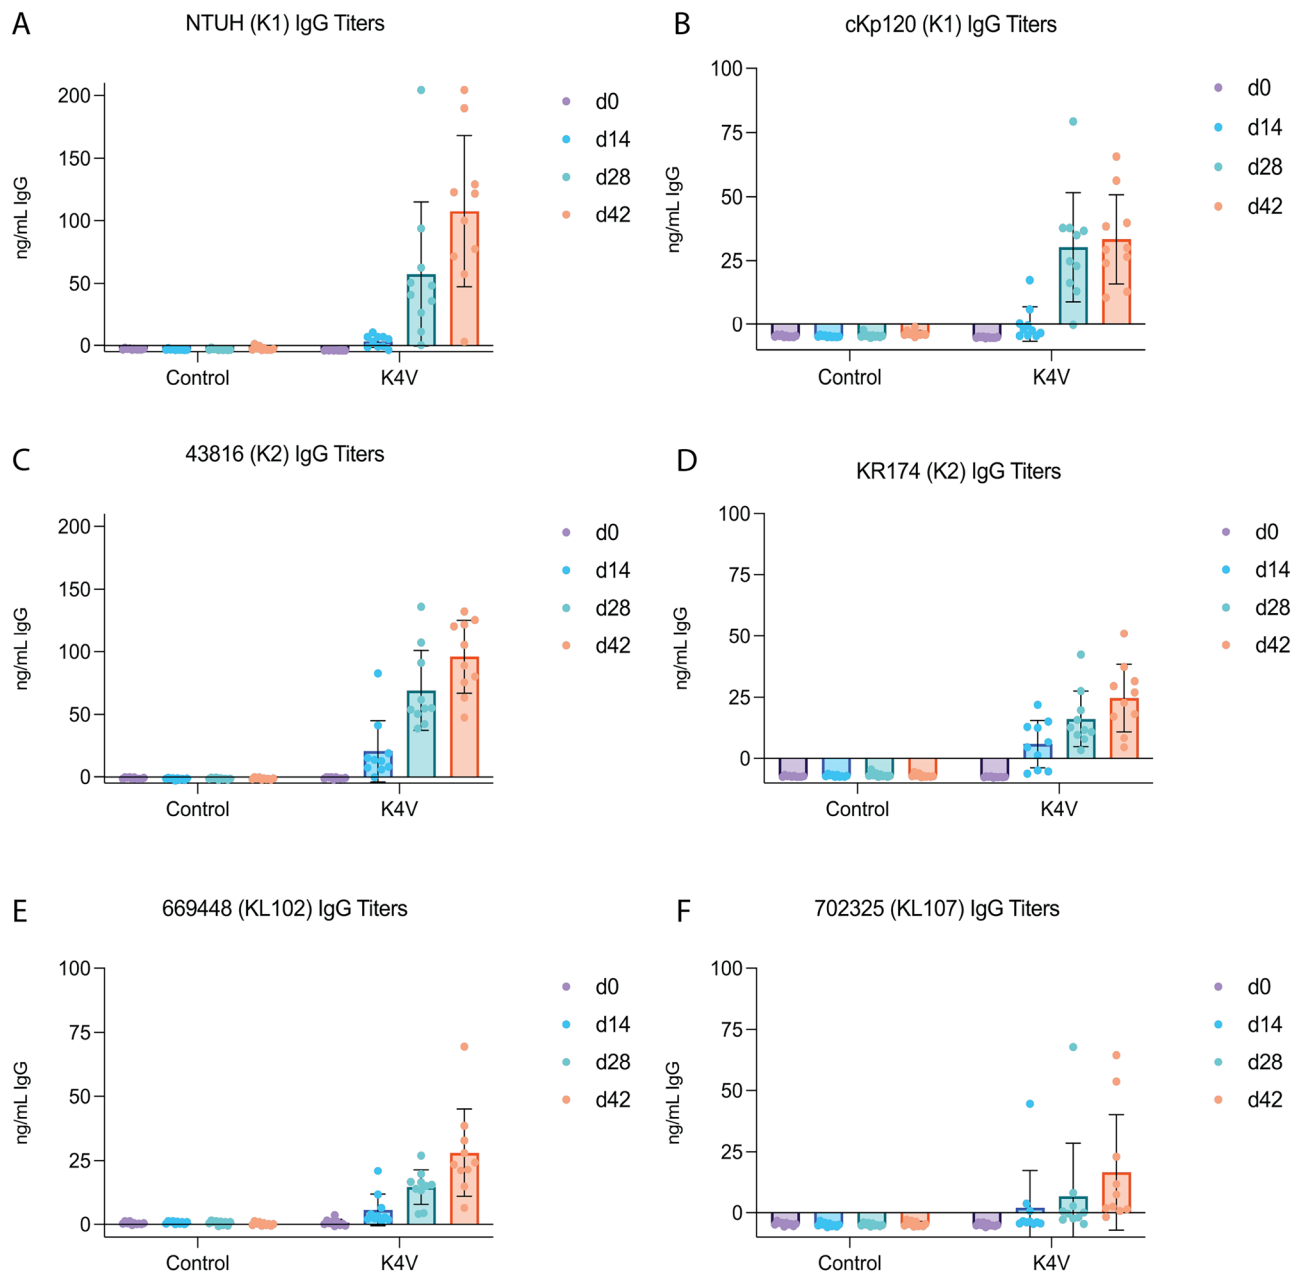 A
NTUH (K1) IgG Titers
ng/mL IgG
200
150
100
50
0
Control
K4V
d0
d14
d28
d42
B
cKp120 (K1) IgG Titers
ng/mL IgG
100
75
50
25
0
Control
K4V
d0
d14
d28
d42
C
43816 (K2) IgG Titers
ng/mL IgG
200
150
100
50
0
Control
K4V
d0
d14
d28
d42
D
KR174 (K2) IgG Titers
ng/mL IgG
100
75
50
25
0
Control
K4V
d0
d14
d28
d42
E
669448 (KL102) IgG Titers
ng/mL IgG
100
75
50
25
0
Control
K4V
d0
d14
d28
d42
F
702325 (KL107) IgG Titers
ng/mL IgG
100
75
50
25
0
Control
K4V
d0
d14
d28
d42